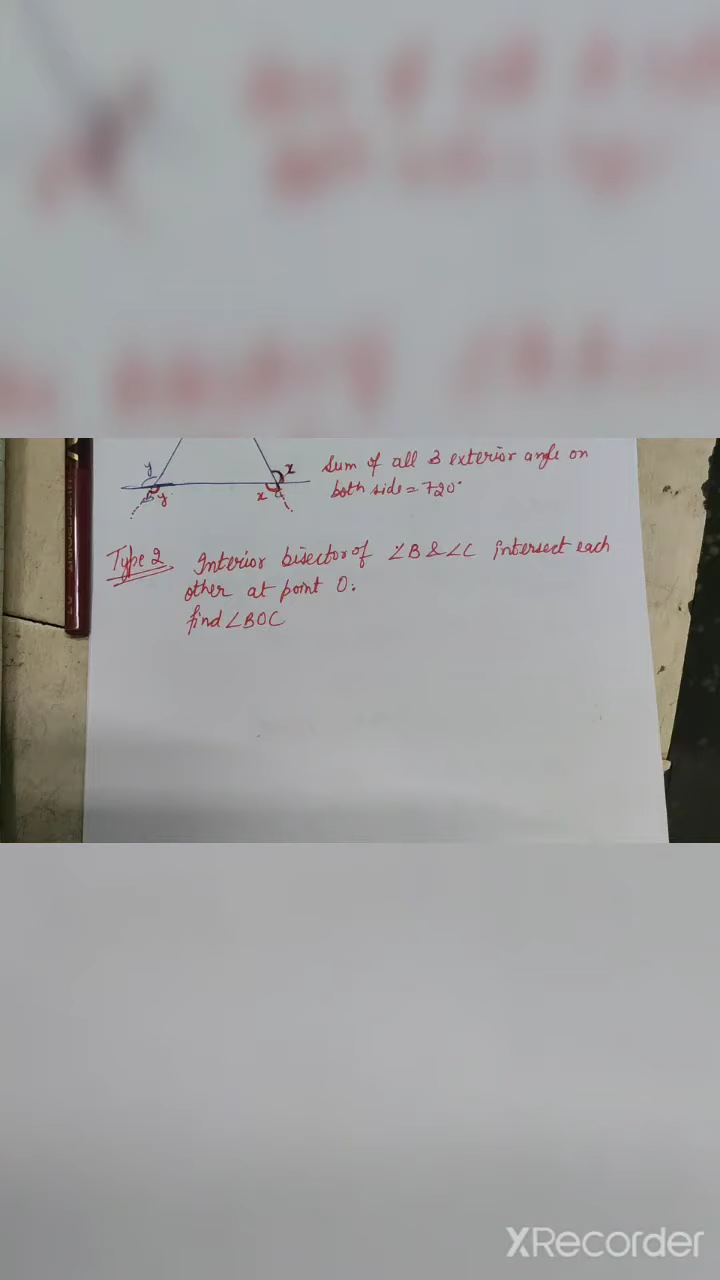 y
y
x
x
Sum of all 3 exterior angle on
both side = 720°
Type 2 Interior bisector of ∠B & ∠C intersect each
other at point O.
find ∠BOC
XRecorder